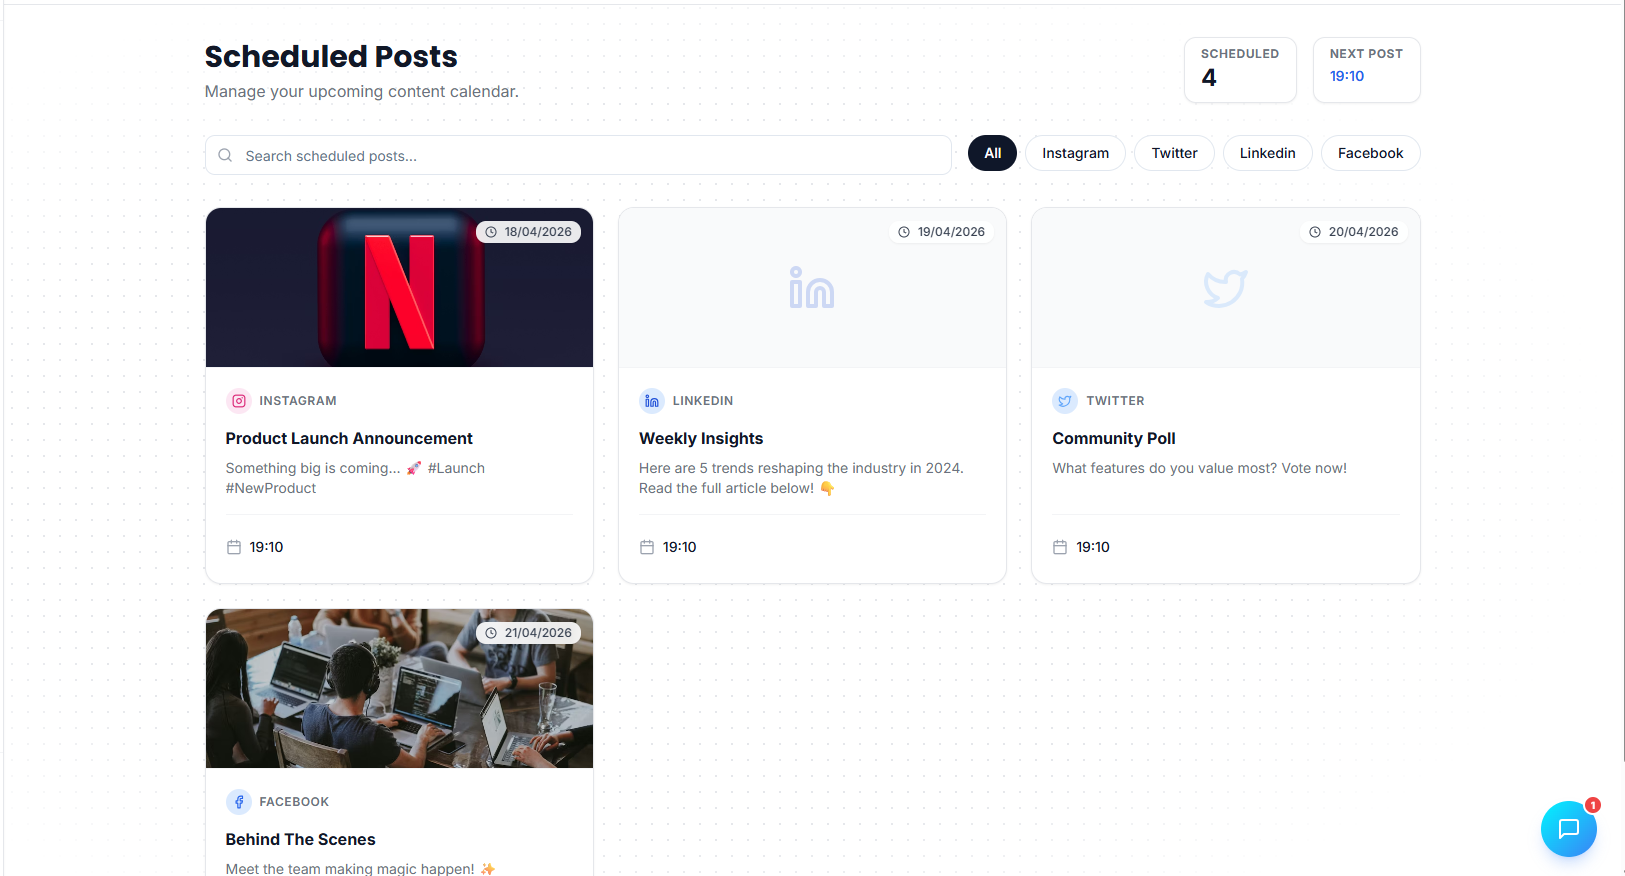 Scheduled Posts
Manage your upcoming content calendar.
SCHEDULED
4
NEXT POST
19:10
Search scheduled posts...
All
Instagram
Twitter
Linkedin
Facebook
N
18/04/2026
INSTAGRAM
Product Launch Announcement
Something big is coming... 🚀 #Launch
#NewProduct
19:10
in
19/04/2026
LINKEDIN
Weekly Insights
Here are 5 trends reshaping the industry in 2024.
Read the full article below! 👇
19:10
20/04/2026
TWITTER
Community Poll
What features do you value most? Vote now!
19:10
21/04/2026
FACEBOOK
Behind The Scenes
Meet the team making magic happen! ✨
1